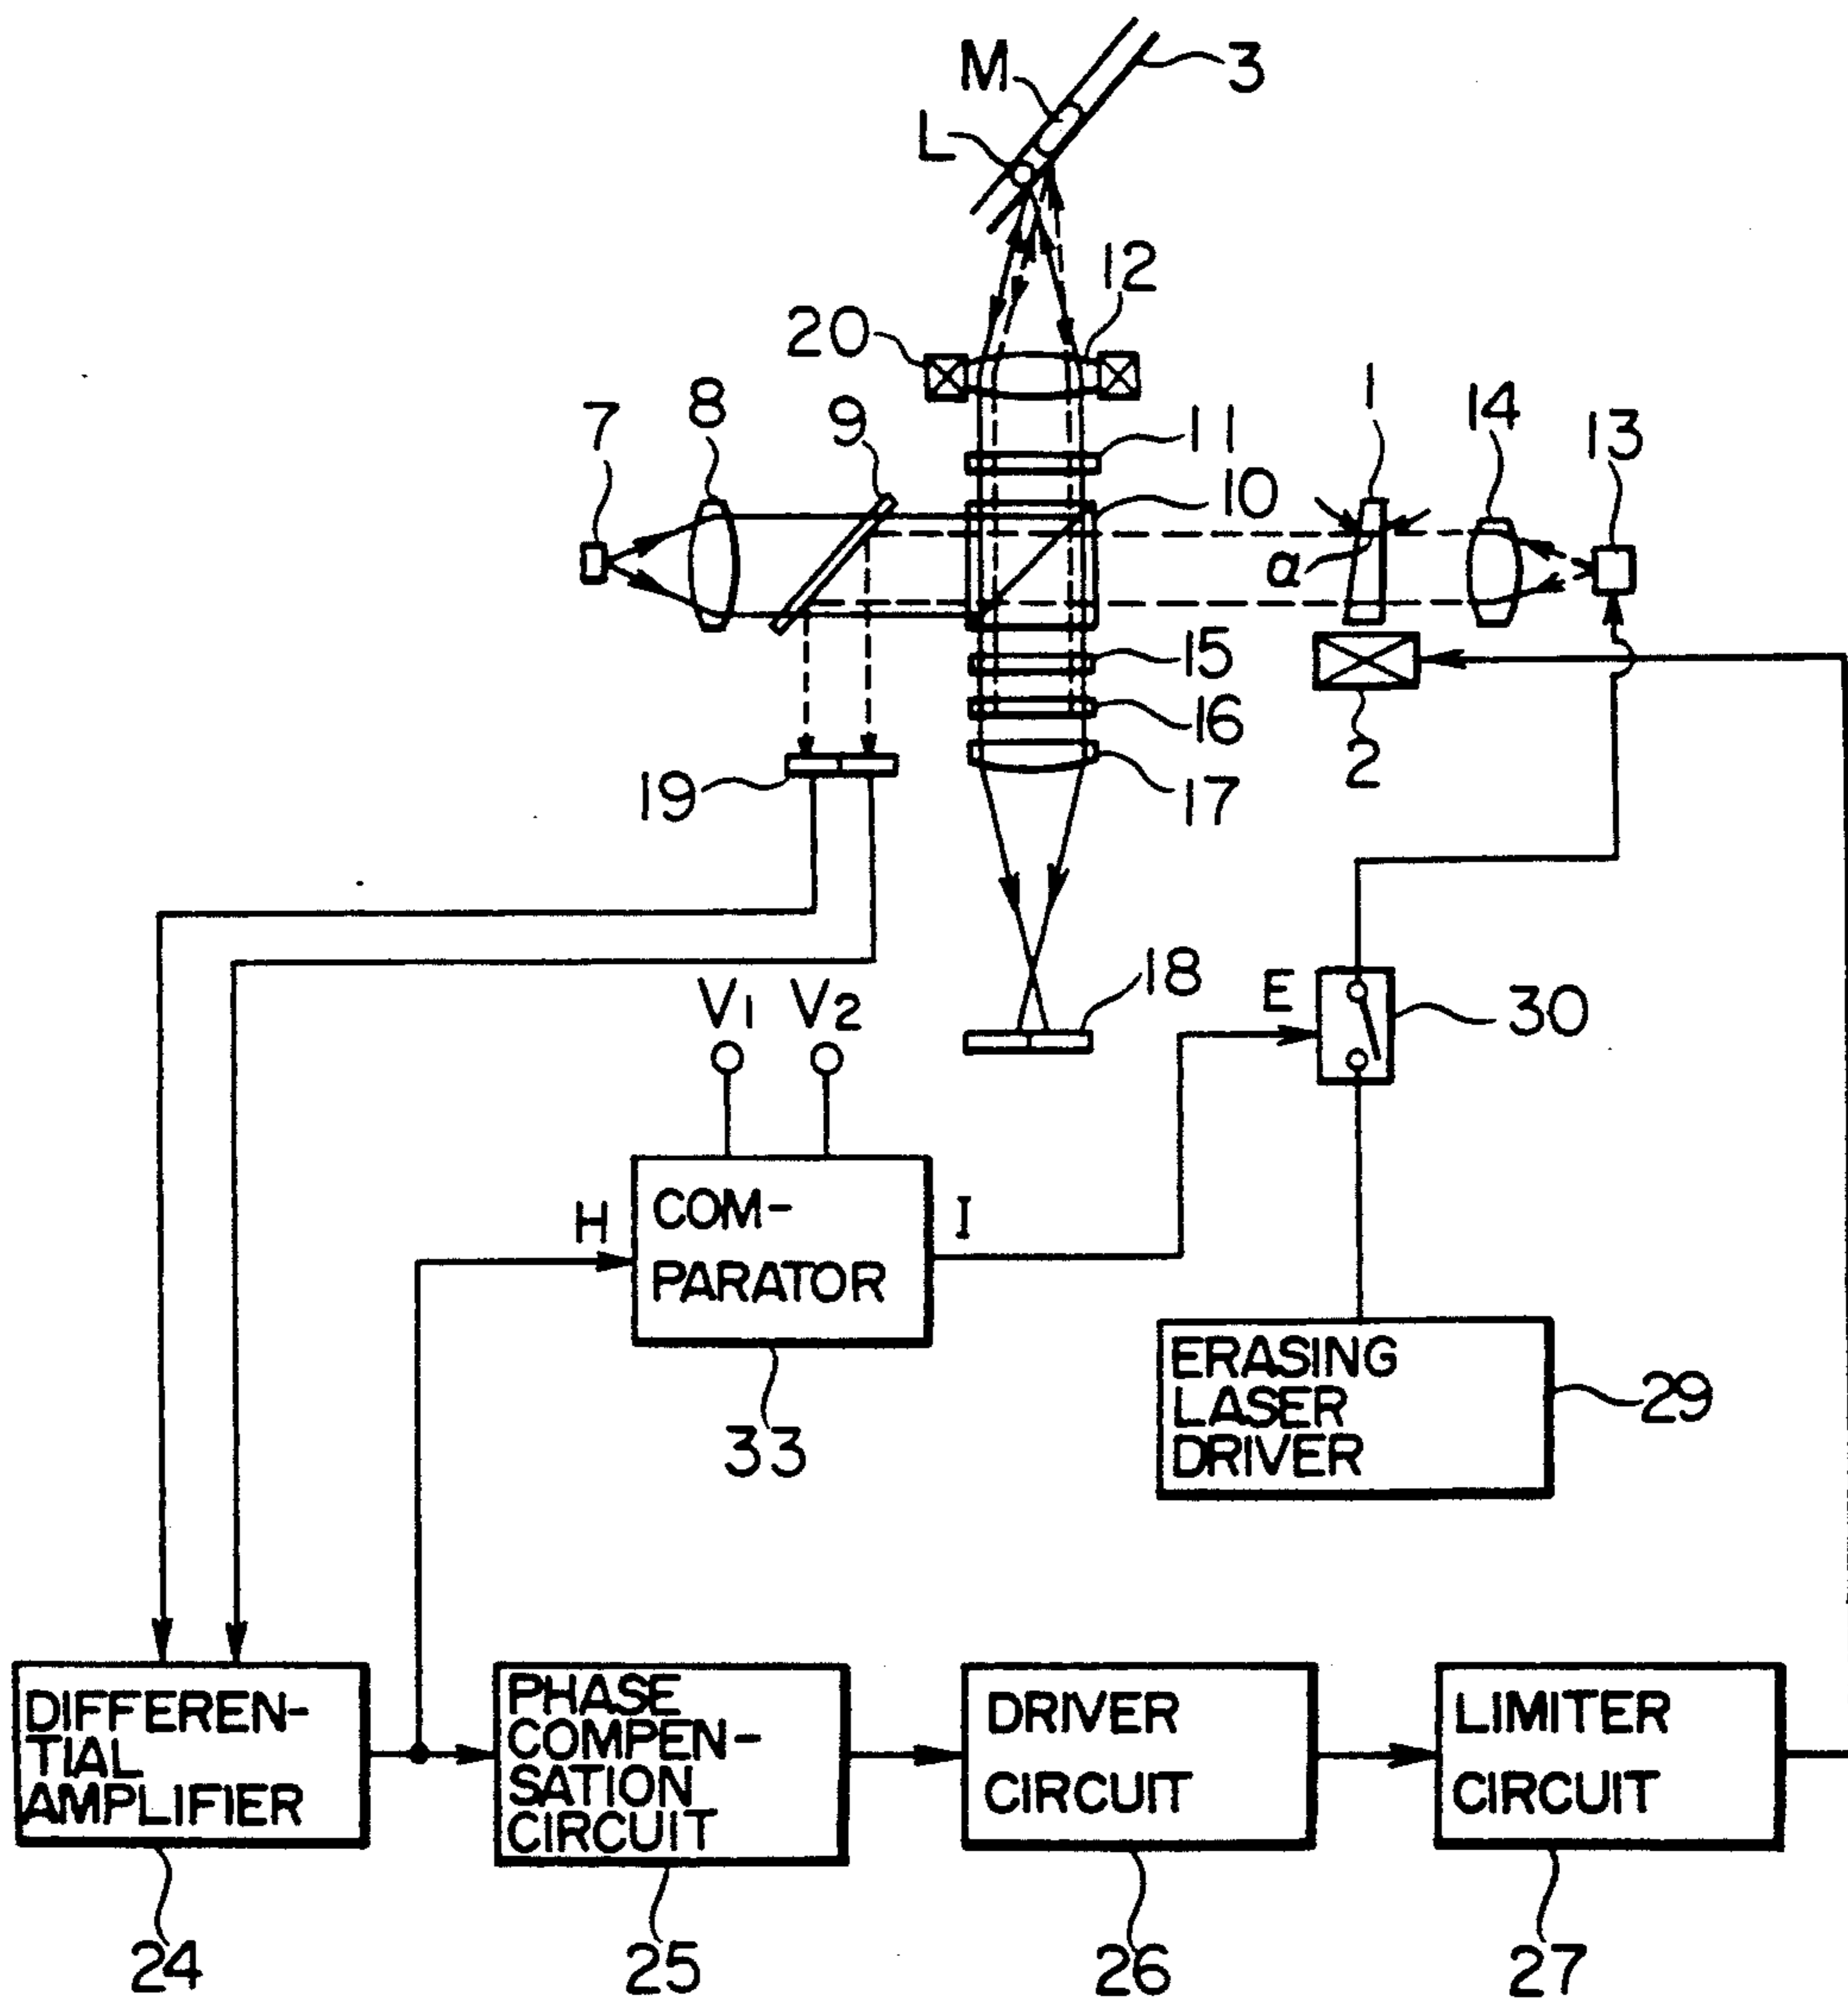 M
3
L
12
20
1
8
14
7
9
13
11
10
α
15
16
2
19
17
18
V1 V2
E
30
H
COM-
PARATOR
I
ERASING
LASER
DRIVER
29
33
DIFFEREN-
TIAL
AMPLIFIER
PHASE
COMPEN-
SATION
CIRCUIT
DRIVER
CIRCUIT
LIMITER
CIRCUIT
24
25
26
27